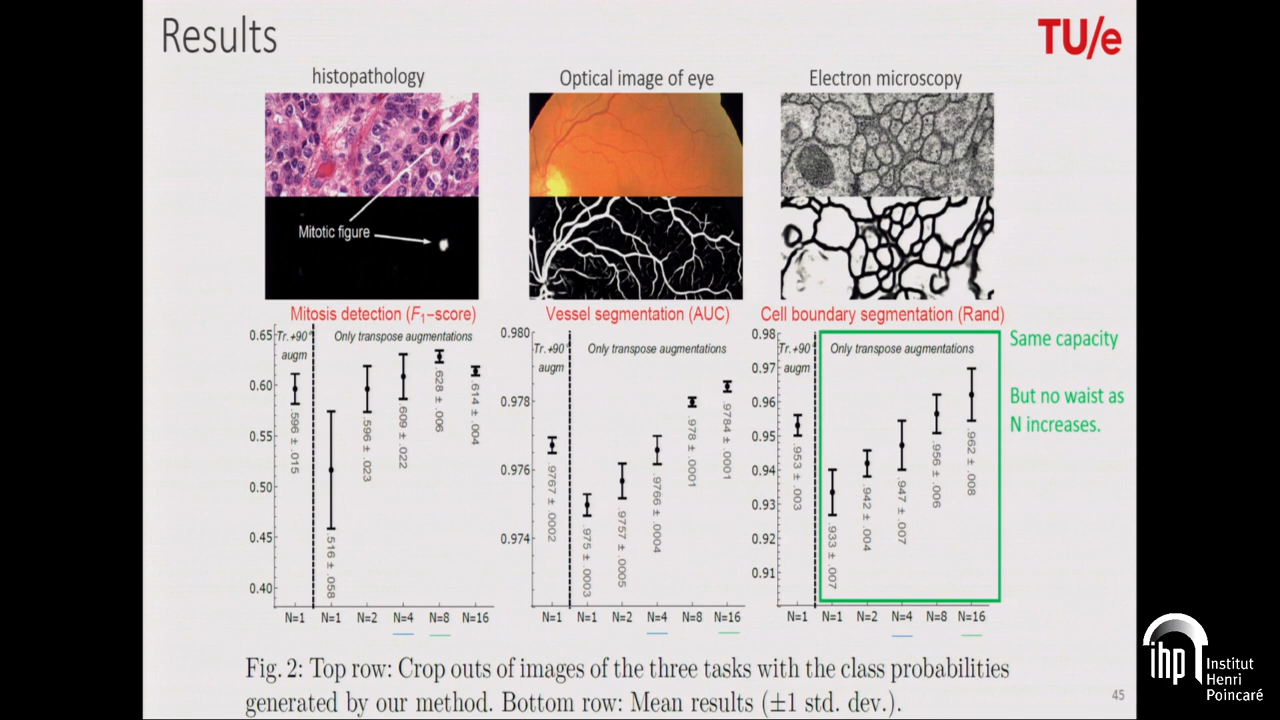 Results
TU/e
histopathology
Optical image of eye
Electron microscopy
Mitotic figure
Mitosis detection (F₁−score)
Vessel segmentation (AUC)
Cell boundary segmentation (Rand)
Tr.+90° augm
Only transpose augmentations
0.65
0.60
0.55
0.50
0.45
0.40
.596 ± .015
.516 ± .058
.596 ± .023
.609 ± .022
.628 ± .006
.614 ± .004
N=1 N=1 N=2 N=4 N=8 N=16
Tr.+90° augm
Only transpose augmentations
0.980
0.978
0.976
0.974
.9767 ± .0002
.975 ± .0003
.9757 ± .0005
.9766 ± .0004
.978 ± .0001
.9784 ± .0001
N=1 N=1 N=2 N=4 N=8 N=16
Tr.+90° augm
Only transpose augmentations
0.98
0.97
0.96
0.95
0.94
0.93
0.92
0.91
.953 ± .003
.933 ± .007
.942 ± .004
.947 ± .007
.956 ± .006
.962 ± .008
N=1 N=1 N=2 N=4 N=8 N=16
Same capacity
But no waist as
N increases.
Fig. 2: Top row: Crop outs of images of the three tasks with the class probabilities
generated by our method. Bottom row: Mean results (±1 std. dev.).
45
ihp
Institut
Henri
Poincaré